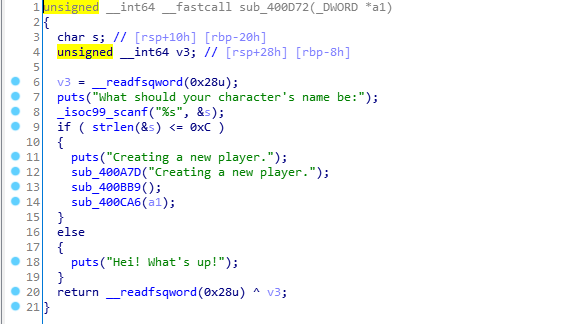 1 unsigned __int64 __fastcall sub_400D72(_DWORD *a1)
2 {
3 char s; // [rsp+10h] [rbp-20h]
4 unsigned __int64 v3; // [rsp+28h] [rbp-8h]
5
6 v3 = __readfsqword(0x28u);
7 puts("What should your character's name be:");
8 _isoc99_scanf("%s", &s);
9 if ( strlen(&s) <= 0xC )
10 {
11 puts("Creating a new player.");
12 sub_400A7D("Creating a new player.");
13 sub_400BB9();
14 sub_400CA6(a1);
15 }
16 else
17 {
18 puts("Hei! What's up!");
19 }
20 return __readfsqword(0x28u) ^ v3;
21 }